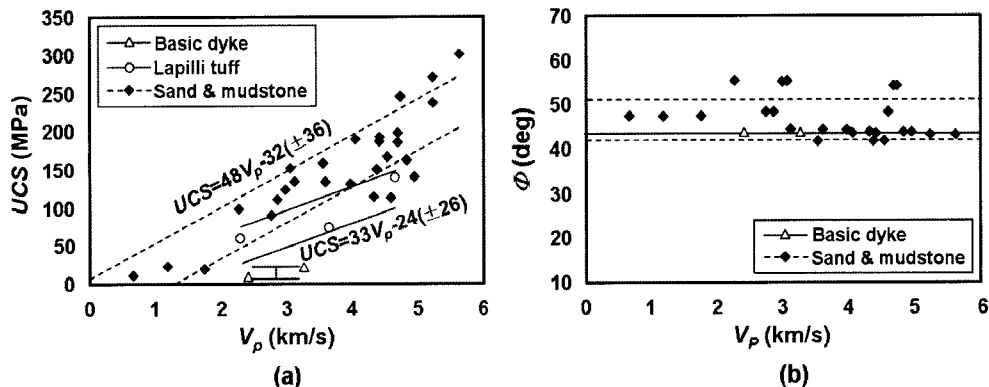 350
300
250
200
150
100
50
0
UCS (MPa)
Basic dyke
Lapilli tuff
Sand & mudstone
UCS=48Vp-32(±36)
UCS=33Vp-24(±26)
0 1 2 3 4 5 6
Vp (km/s)
(a)
70
60
50
40
30
20
10
Φ (deg)
Basic dyke
Sand & mudstone
0 1 2 3 4 5 6
VP (km/s)
(b)